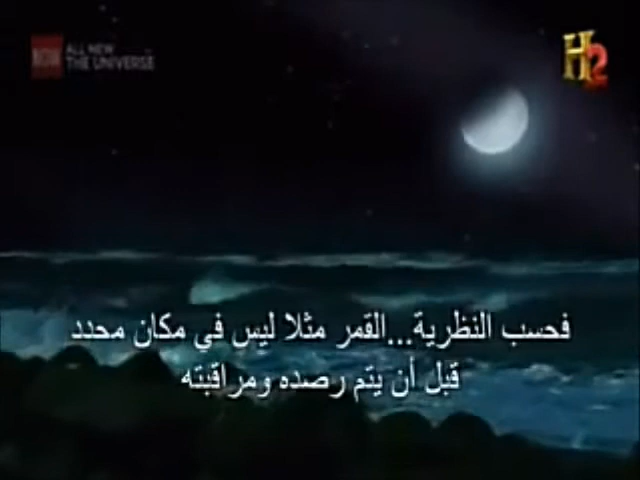 ALL NEW
THE UNIVERSE
H2
فحسب النظرية...القمر مثلا ليس في مكان محدد
قبل أن يتم رصده ومراقبته